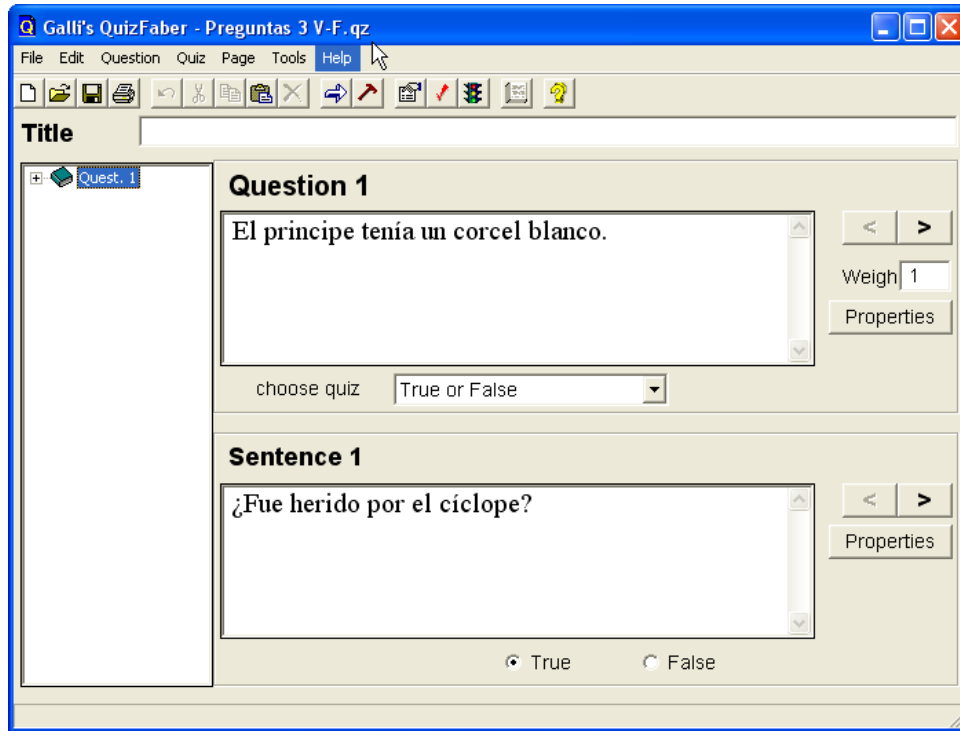 Galli's QuizFaber - Preguntas 3 V-F.qz
File Edit Question Quiz Page Tools Help
Title
Quest. 1
Question 1
El principe tenía un corcel blanco.
< >
Weigh 1
Properties
choose quiz True or False
Sentence 1
¿Fue herido por el cíclope?
< >
Properties
True False